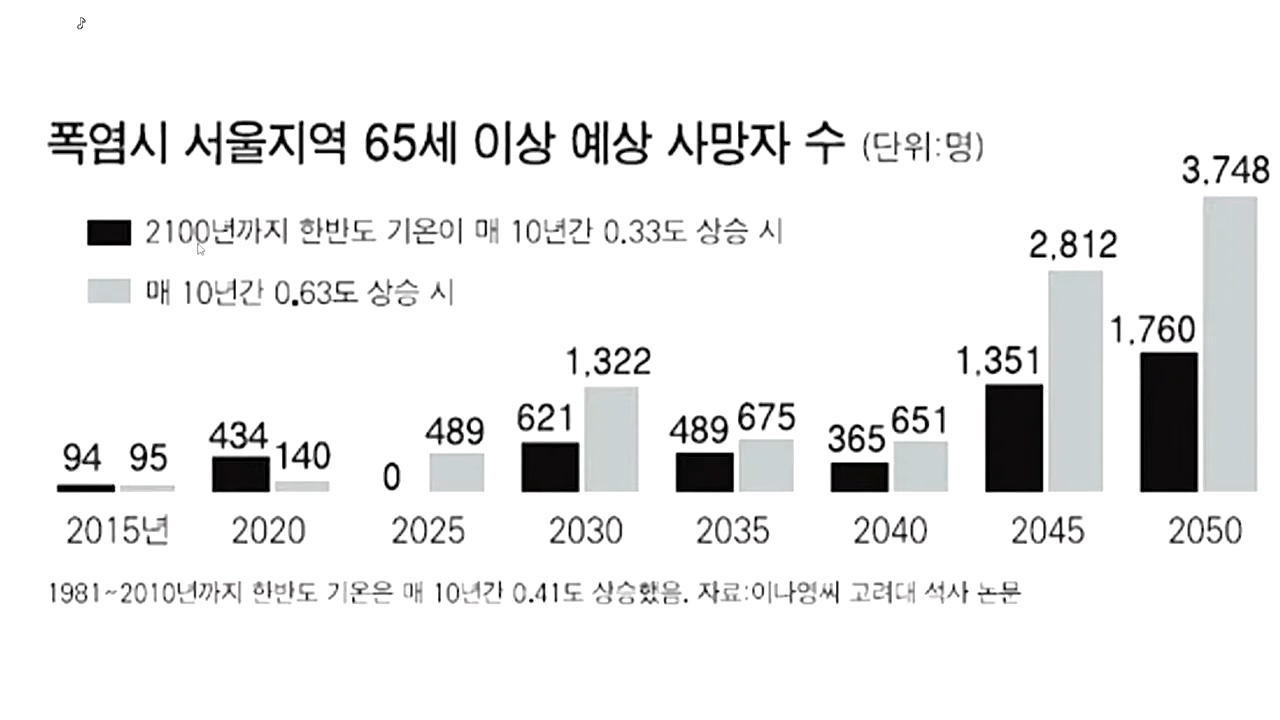 폭염시 서울지역 65세 이상 예상 사망자 수 (단위:명)
2100년까지 한반도 기온이 매 10년간 0.33도 상승 시
매 10년간 0.63도 상승 시
94 95 434 140 0 489 621 1,322 489 675 365 651 1,351 2,812 1,760 3,748
2015년 2020 2025 2030 2035 2040 2045 2050
1981~2010년까지 한반도 기온은 매 10년간 0.41도 상승했음. 자료:이나영씨 고려대 석사 논문